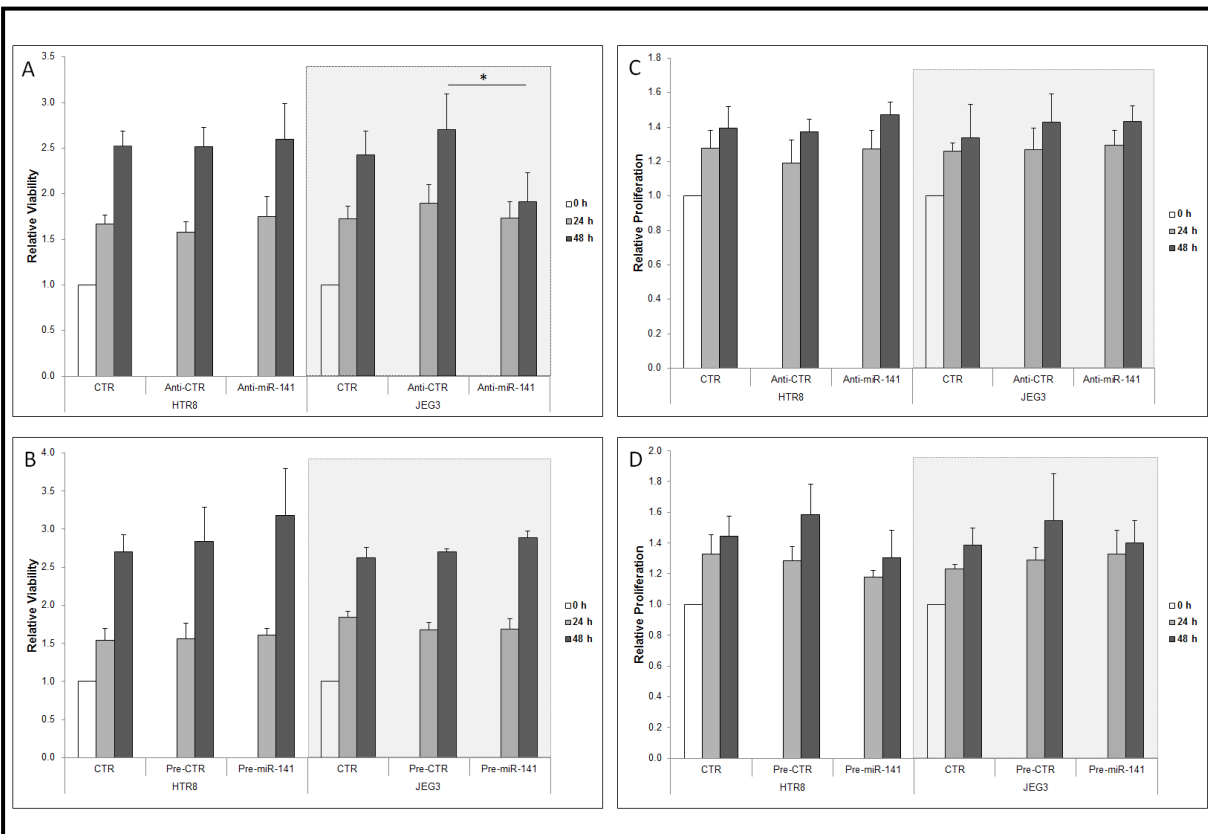 A
3.5
3.0
2.5
2.0
1.5
1.0
0.5
0.0
Relative Viability
*
0 h
24 h
48 h
CTR Anti-CTR Anti-miR-141 CTR Anti-CTR Anti-miR-141
HTR8 JEG3
C
1.8
1.6
1.4
1.2
1.0
0.8
0.6
0.4
0.2
0.0
Relative Proliferation
0 h
24 h
48 h
CTR Anti-CTR Anti-miR-141 CTR Anti-CTR Anti-miR-141
HTR8 JEG3
B
4.0
3.5
3.0
2.5
2.0
1.5
1.0
0.5
0.0
Relative Viability
0 h
24 h
48 h
CTR Pre-CTR Pre-miR-141 CTR Pre-CTR Pre-miR-141
HTR8 JEG3
D
2.0
1.8
1.6
1.4
1.2
1.0
0.8
0.6
0.4
0.2
0.0
Relative Proliferation
0 h
24 h
48 h
CTR Pre-CTR Pre-miR-141 CTR Pre-CTR Pre-miR-141
HTR8 JEG3